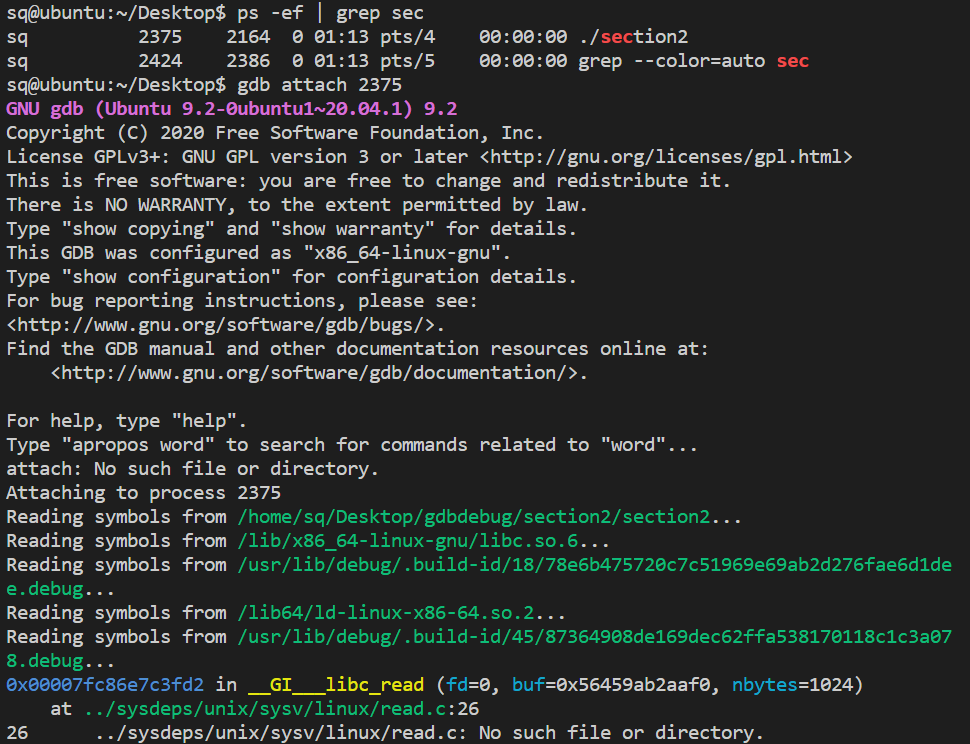 sq@ubuntu:~/Desktop$ ps -ef | grep sec
sq          2375    2164  0 01:13 pts/4    00:00:00 ./section2
sq          2424    2386  0 01:13 pts/5    00:00:00 grep --color=auto sec
sq@ubuntu:~/Desktop$ gdb attach 2375
GNU gdb (Ubuntu 9.2-0ubuntu1~20.04.1) 9.2
Copyright (C) 2020 Free Software Foundation, Inc.
License GPLv3+: GNU GPL version 3 or later <http://gnu.org/licenses/gpl.html>
This is free software: you are free to change and redistribute it.
There is NO WARRANTY, to the extent permitted by law.
Type "show copying" and "show warranty" for details.
This GDB was configured as "x86_64-linux-gnu".
Type "show configuration" for configuration details.
For bug reporting instructions, please see:
<http://www.gnu.org/software/gdb/bugs/>.
Find the GDB manual and other documentation resources online at:
    <http://www.gnu.org/software/gdb/documentation/>.

For help, type "help".
Type "apropos word" to search for commands related to "word"...
attach: No such file or directory.
Attaching to process 2375
Reading symbols from /home/sq/Desktop/gdbdebug/section2/section2...
Reading symbols from /lib/x86_64-linux-gnu/libc.so.6...
Reading symbols from /usr/lib/debug/.build-id/18/78e6b475720c7c51969e69ab2d276fae6d1de
e.debug...
Reading symbols from /lib64/ld-linux-x86-64.so.2...
Reading symbols from /usr/lib/debug/.build-id/45/87364908de169dec62ffa538170118c1c3a07
8.debug...
0x00007fc86e7c3fd2 in __GI___libc_read (fd=0, buf=0x56459ab2aaf0, nbytes=1024)
    at ../sysdeps/unix/sysv/linux/read.c:26
26      ../sysdeps/unix/sysv/linux/read.c: No such file or directory.